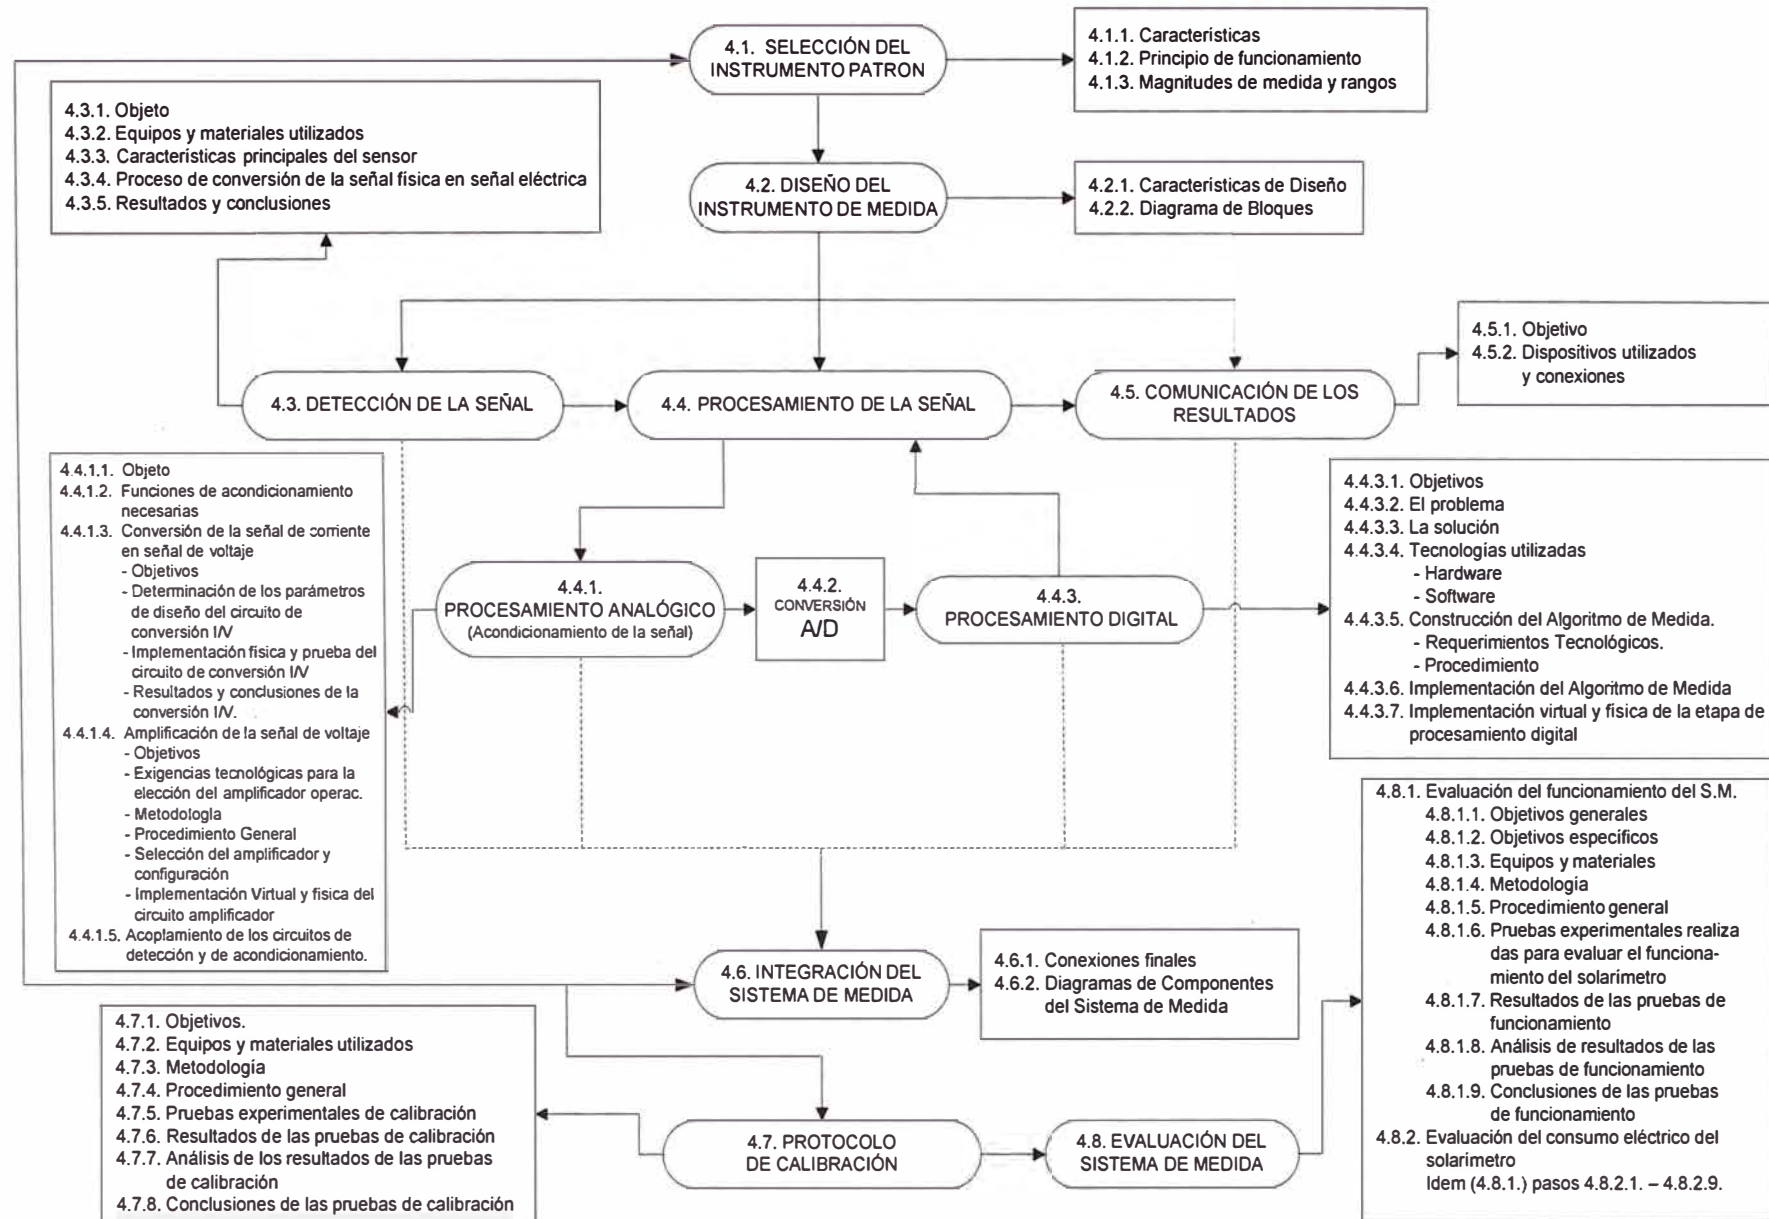 4.1. SELECCIÓN DEL
INSTRUMENTO PATRON
4.1.1. Características
4.1.2. Principio de funcionamiento
4.1.3. Magnitudes de medida y rangos
4.3.1. Objeto
4.3.2. Equipos y materiales utilizados
4.3.3. Características principales del sensor
4.3.4. Proceso de conversión de la señal física en señal eléctrica
4.3.5. Resultados y conclusiones
4.2. DISEÑO DEL
INSTRUMENTO DE MEDIDA
4.2.1. Características de Diseño
4.2.2. Diagrama de Bloques
4.5.1. Objetivo
4.5.2. Dispositivos utilizados
y conexiones
4.3. DETECCIÓN DE LA SEÑAL
4.4. PROCESAMIENTO DE LA SEÑAL
4.5. COMUNICACIÓN DE LOS
RESULTADOS
4.4.1.1. Objeto
4.4.1.2. Funciones de acondicionamiento
necesarias
4.4.1.3. Conversión de la señal de corriente
en señal de voltaje
- Objetivos
- Determinación de los parámetros
de diseño del circuito de
conversión I/V
- Implementación fisica y prueba del
circuito de conversión I/V
- Resultados y conclusiones de la
conversión I/V.
4.4.1.4. Amplificación de la señal de voltaje
- Objetivos
- Exigencias tecnológicas para la
elección del amplificador operac.
- Metodología
- Procedimiento General
- Selección del amplificador y
configuración
- Implementación Virtual y fisica del
circuito amplificador
4.4.1.5. Acoplamiento de los circuitos de
detección y de acondicionamiento.
4.4.1.
PROCESAMIENTO ANALÓGICO
(Acondicionamiento de la señal)
4.4.2.
CONVERSIÓN
A/D
4.4.3.
PROCESAMIENTO DIGITAL
4.4.3.1. Objetivos
4.4.3.2. El problema
4.4.3.3. La solución
4.4.3.4. Tecnologías utilizadas
- Hardware
- Software
4.4.3.5. Construcción del Algoritmo de Medida.
- Requerimientos Tecnológicos.
- Procedimiento
4.4.3.6. Implementación del Algoritmo de Medida
4.4.3.7. Implementación virtual y física de la etapa de
procesamiento digital
4.6. INTEGRACIÓN DEL
SISTEMA DE MEDIDA
4.6.1. Conexiones finales
4.6.2. Diagramas de Componentes
del Sistema de Medida
4.8.1. Evaluación del funcionamiento del S.M.
4.8.1.1. Objetivos generales
4.8.1.2. Objetivos específicos
4.8.1.3. Equipos y materiales
4.8.1.4. Metodología
4.8.1.5. Procedimiento general
4.8.1.6. Pruebas experimentales realiza
das para evaluar el funciona-
miento del solarímetro
4.8.1.7. Resultados de las pruebas de
funcionamiento
4.8.1.8. Análisis de resultados de las
pruebas de funcionamiento
4.8.1.9. Conclusiones de las pruebas
de funcionamiento
4.8.2. Evaluación del consumo eléctrico del
solarímetro
Idem (4.8.1.) pasos 4.8.2.1. – 4.8.2.9.
4.7.1. Objetivos.
4.7.2. Equipos y materiales utilizados
4.7.3. Metodología
4.7.4. Procedimiento general
4.7.5. Pruebas experimentales de calibración
4.7.6. Resultados de las pruebas de calibración
4.7.7. Análisis de los resultados de las pruebas
de calibración
4.7.8. Conclusiones de las pruebas de calibración
4.7. PROTOCOLO
DE CALIBRACIÓN
4.8. EVALUACIÓN DEL
SISTEMA DE MEDIDA